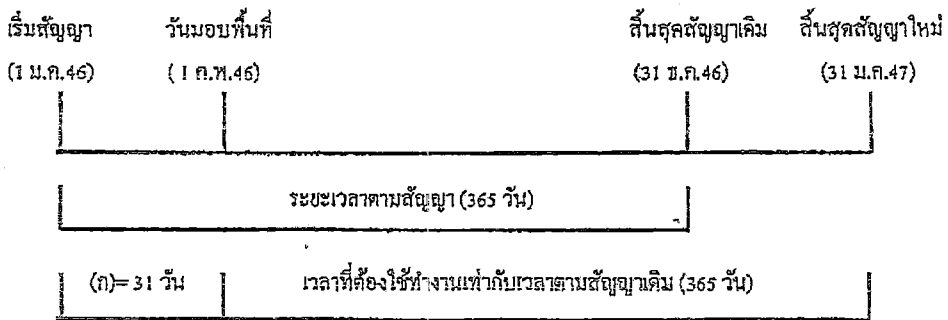 เริ่มสัญญา วันมอบพื้นที่ สิ้นสุดสัญญาเดิม สิ้นสุดสัญญาใหม่
(1 ม.ค.46) (1 ก.พ.46) (31 ธ.ค.46) (31 ม.ค.47)
ระยะเวลาตามสัญญา (365 วัน)
(ก)= 31 วัน เวลาที่ต้องใช้ทำงานเท่ากับเวลาตามสัญญาเดิม (365 วัน)